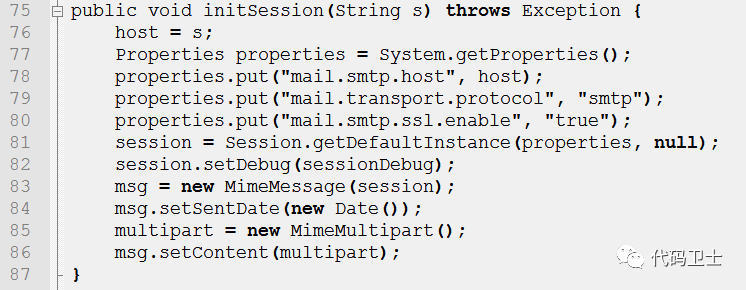 75 public void initSession(String s) throws Exception {
76 host = s;
77 Properties properties = System.getProperties();
78 properties.put("mail.smtp.host", host);
79 properties.put("mail.transport.protocol", "smtp");
80 properties.put("mail.smtp.ssl.enable", "true");
81 session = Session.getDefaultInstance(properties, null);
82 session.setDebug(sessionDebug);
83 msg = new MimeMessage(session);
84 msg.setSentDate(new Date());
85 multipart = new MimeMultipart();
86 msg.setContent(multipart);
87 }
代码卫士